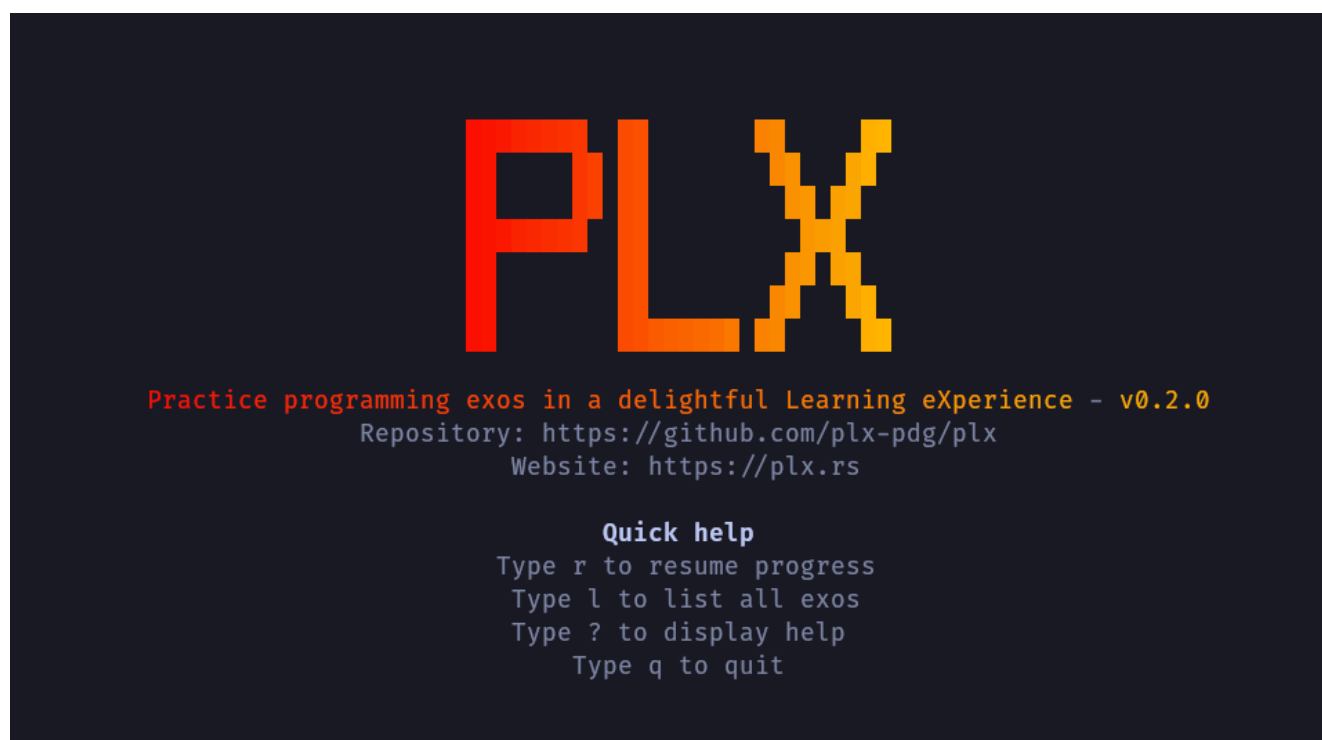 PLX
Practice programming exos in a delightful Learning eXperience - v0.2.0
Repository: https://github.com/plx-pdg/plx
Website: https://plx.rs
Quick help
Type r to resume progress
Type l to list all exos
Type ? to display help
Type q to quit